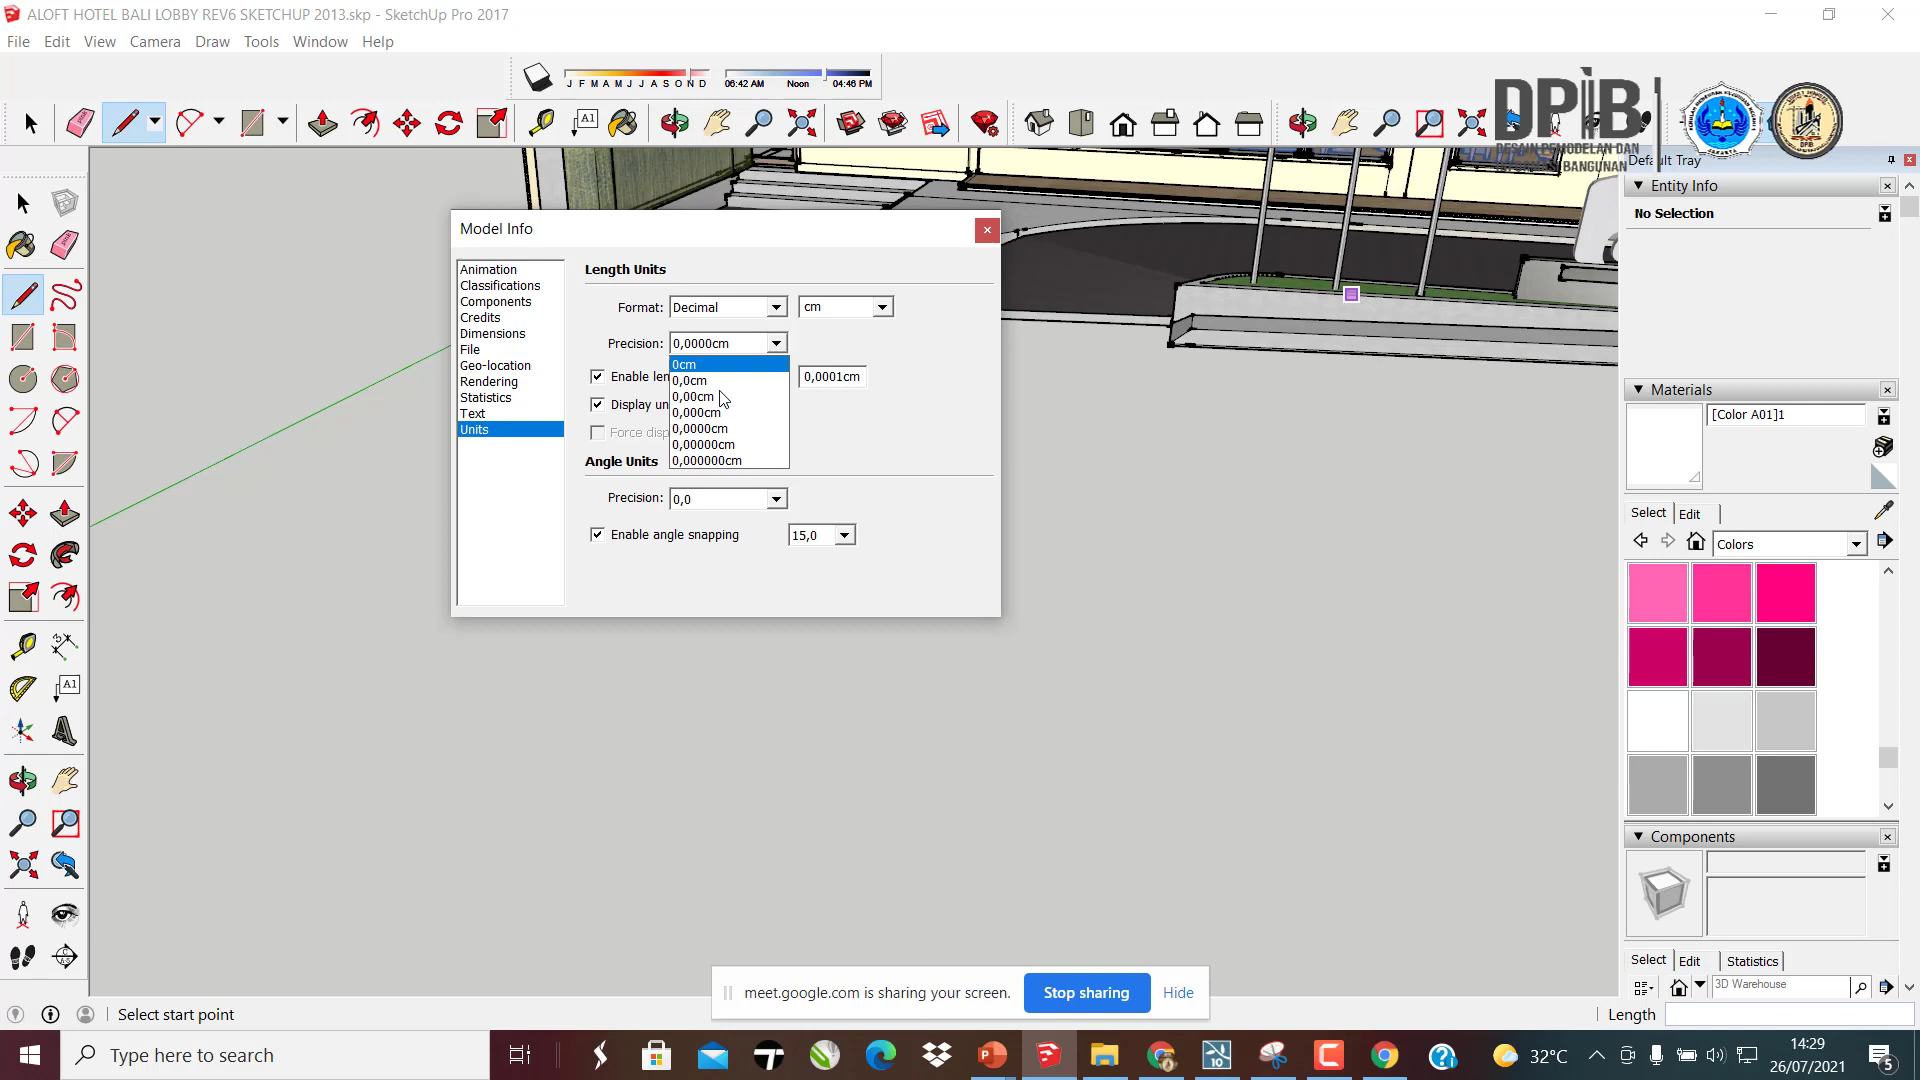 ALOFT HOTEL BALI LOBBY REV6 SKETCHUP 2013.skp - SketchUp Pro 2017
File Edit View Camera Draw Tools Window Help
J F M A M J J A S O N D
06:42 AM Noon 04:46 PM
A1
DPIB
DESAIN PEMODELAN DAN
BANGUNAN
Default Tray
Entity Info
No Selection
Model Info
Animation
Classifications
Components
Credits
Dimensions
File
Geo-location
Rendering
Statistics
Text
Units
Length Units
Format: Decimal cm
Precision: 0,0000cm
0cm
0,0cm
0,00cm
0,000cm
0,0000cm
0,00000cm
0,000000cm
Enable len 0,0001cm
Display un
Force disp
Angle Units
Precision: 0,0
Enable angle snapping 15,0
Materials
[Color A01]1
Select Edit
Colors
A1
Components
Select Edit Statistics
3D Warehouse
meet.google.com is sharing your screen. Stop sharing Hide
Select start point
Length
Type here to search
10
32°C
14:29
26/07/2021
5